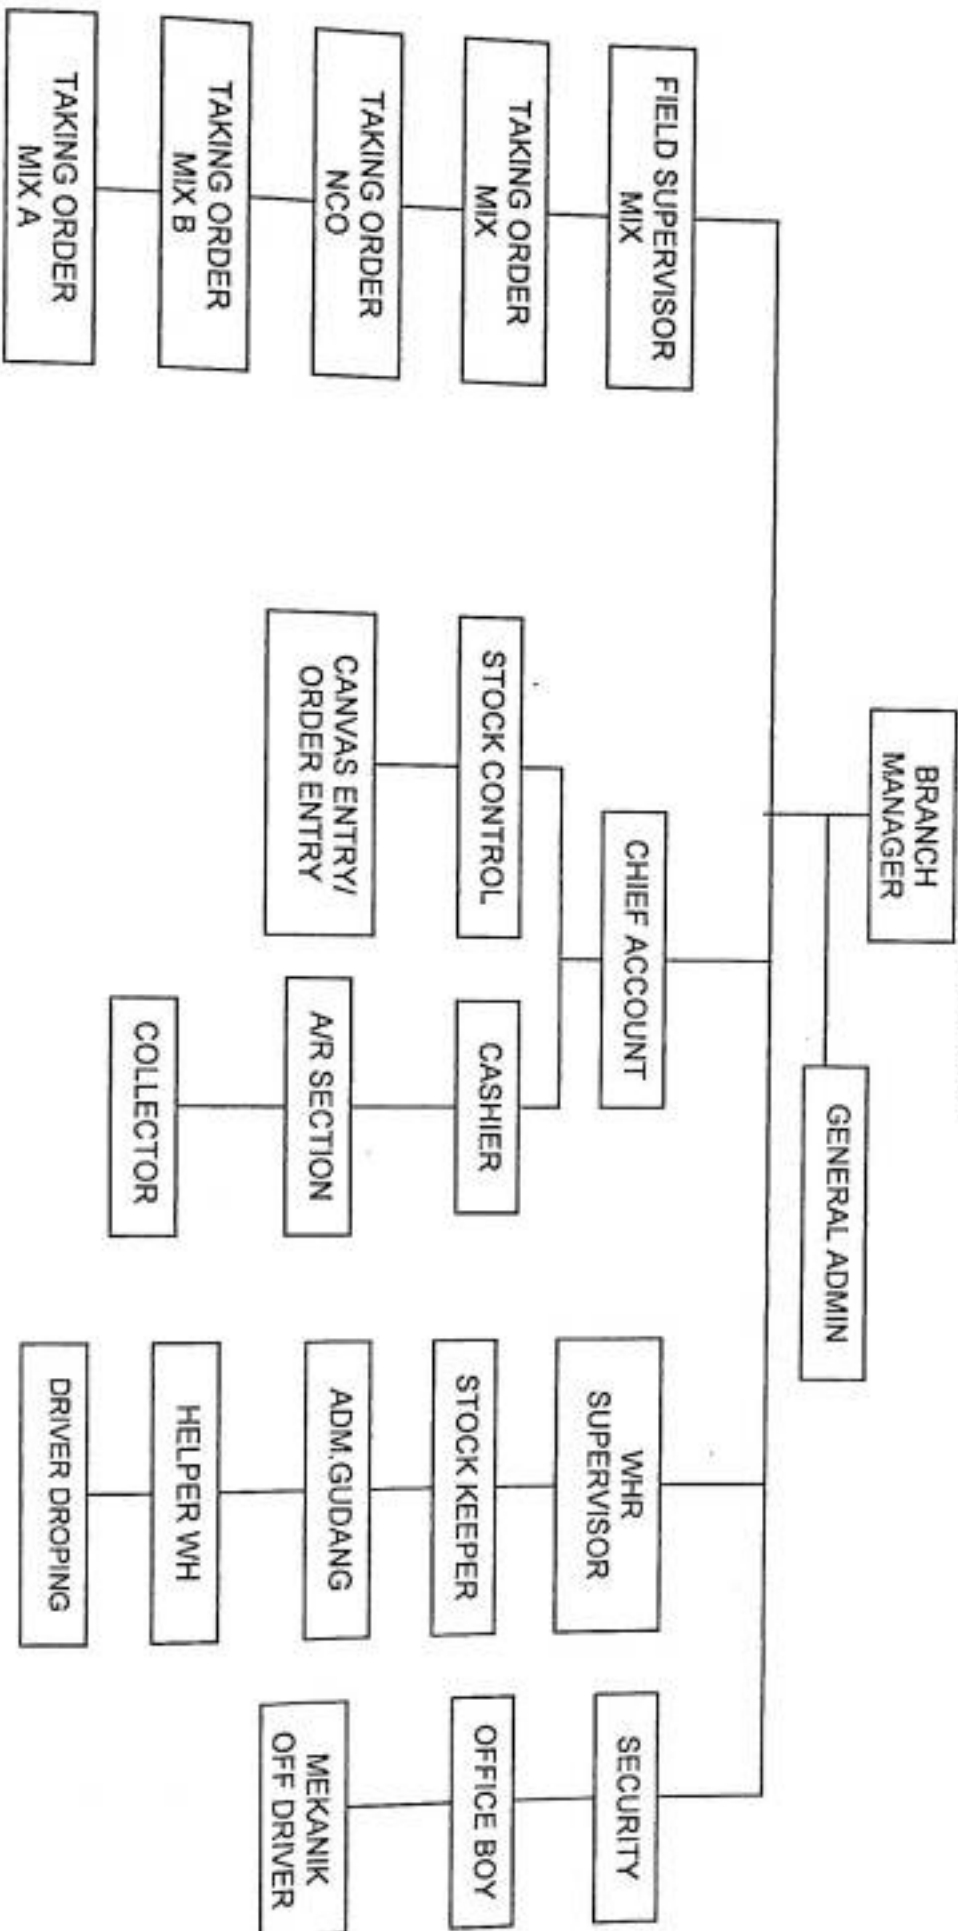 BRANCH
MANAGER
GENERAL ADMIN
FIELD SUPERVISOR
MIX
TAKING ORDER
MIX
TAKING ORDER
NCO
TAKING ORDER
MIX B
TAKING ORDER
MIX A
CHIEF ACCOUNT
STOCK CONTROL
CANVAS ENTRY/
ORDER ENTRY
CASHIER
A/R SECTION
COLLECTOR
WHR
SUPERVISOR
STOCK KEEPER
ADM.GUDANG
HELPER WH
DRIVER DROPING
SECURITY
OFFICE BOY
MEKANIK
OFF DRIVER